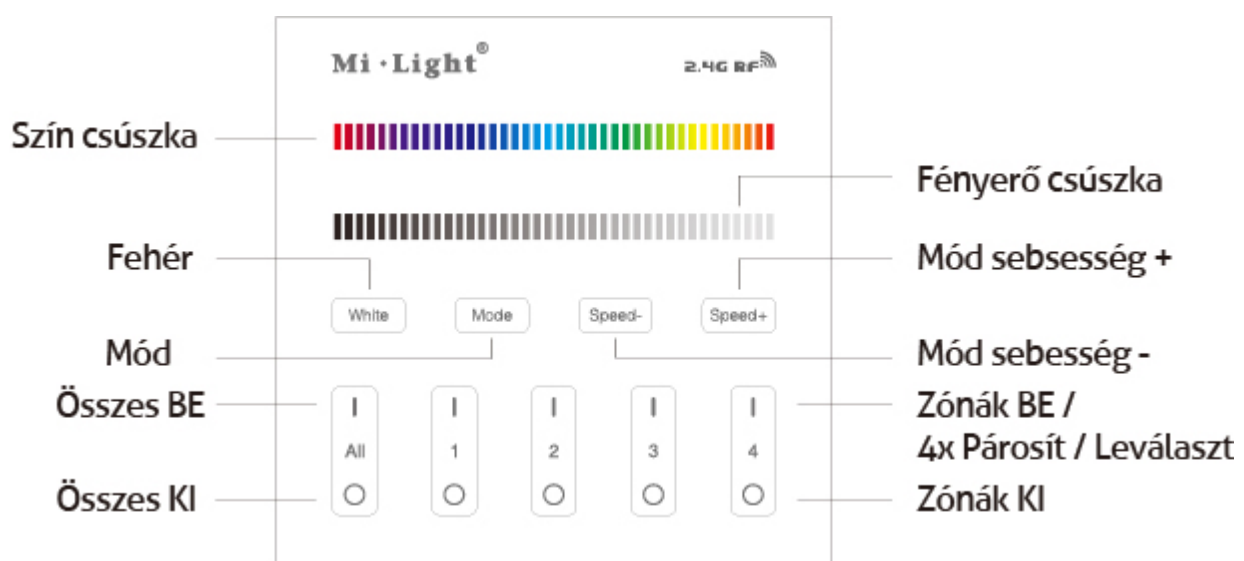 Mi·Light®
2.4G RF
Szín csúszka
Fényerő csúszka
Fehér
Mód sebsesség +
White
Mode
Speed-
Speed+
Mód
Mód sebesség -
Összes BE
Zónák BE /
4x Párosít / Leválaszt
All
1
2
3
4
Összes KI
Zónák KI